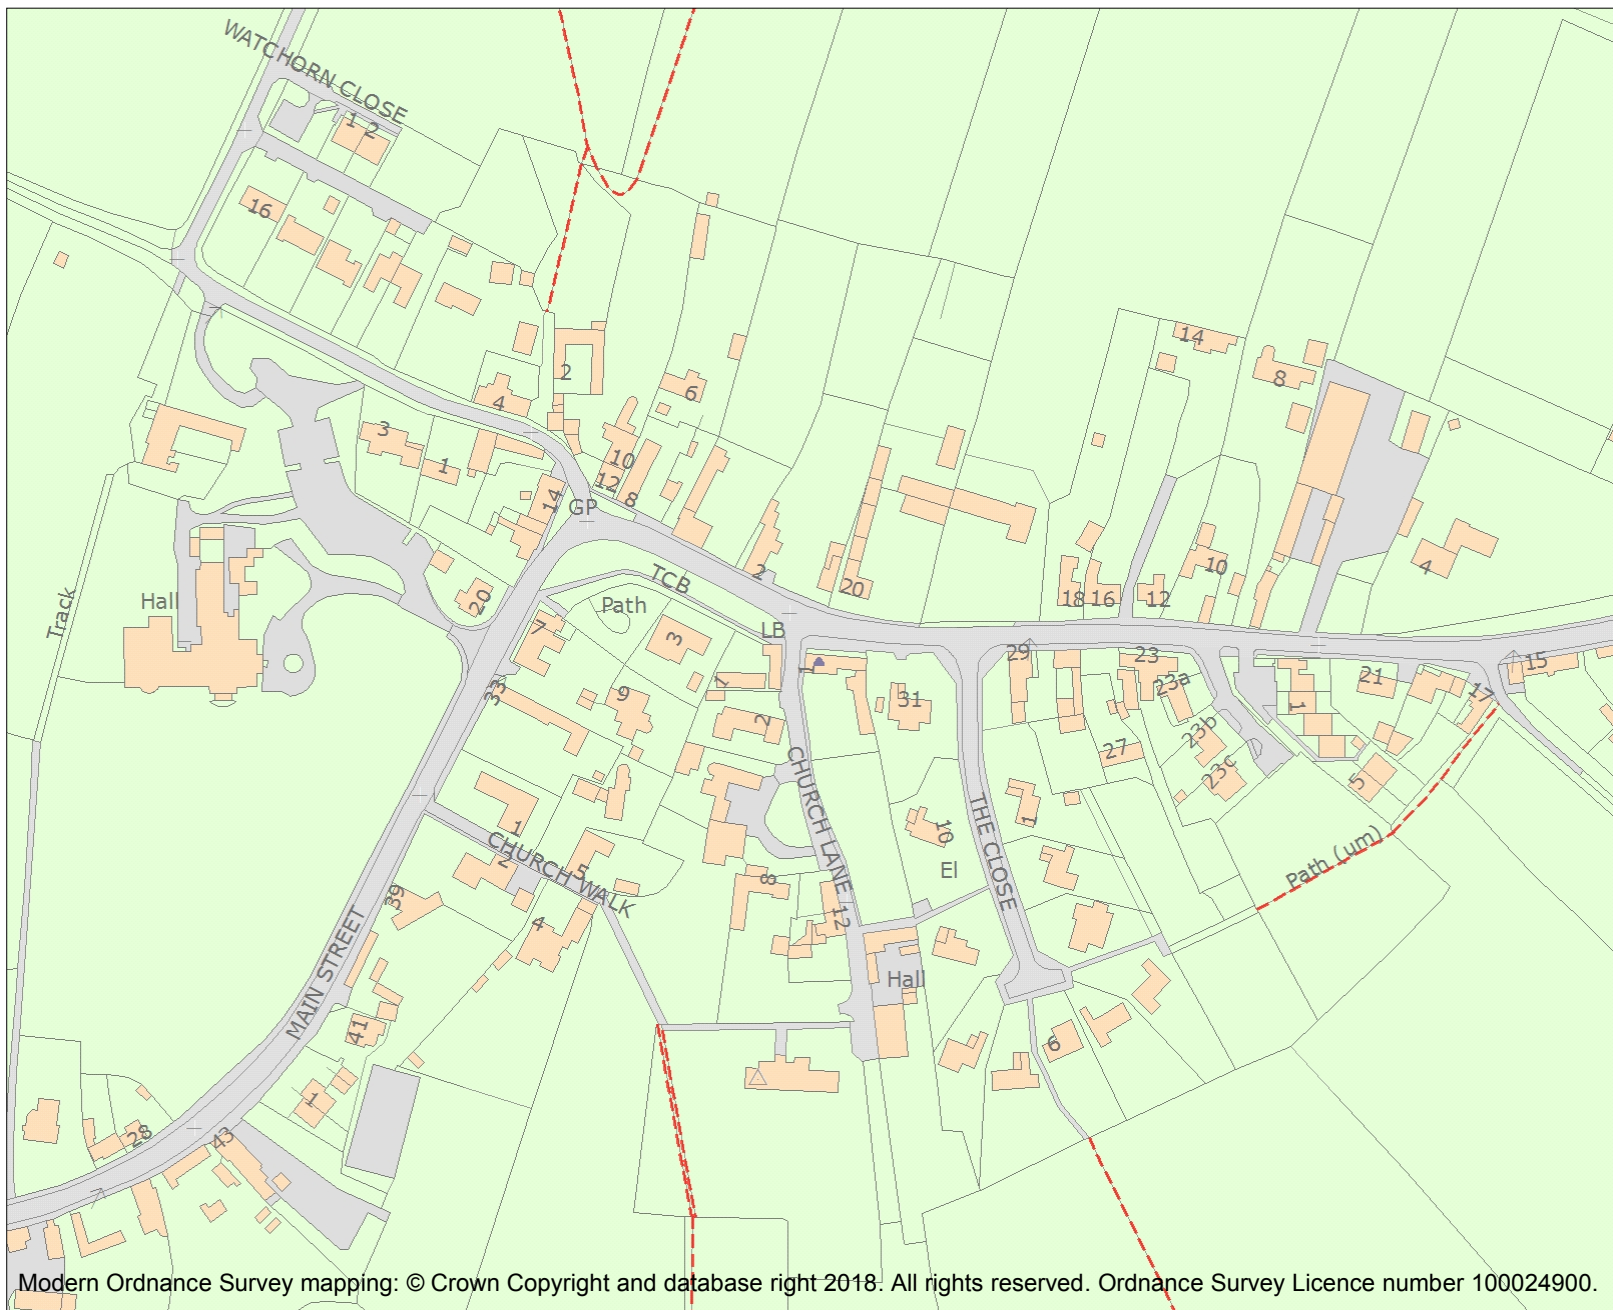 WATCHORN CLOSE
1
2
16
14
8
2
6
4
3
1
10
12
8
14
GP
2
20
4
10
18
16
12
TCB
Path
Track
Hall
20
7
3
LB
1
29
23
23a
15
21
17
33
1
9
2
31
1
23b
27
23c
5
CHURCH LANE
THE CLOSE
10
1
1
CHURCH WALK
2
5
El
Path (um)
8
12
39
4
MAIN STREET
Hall
41
6
1
28
43
Modern Ordnance Survey mapping: © Crown Copyright and database right 2018. All rights reserved. Ordnance Survey Licence number 100024900.